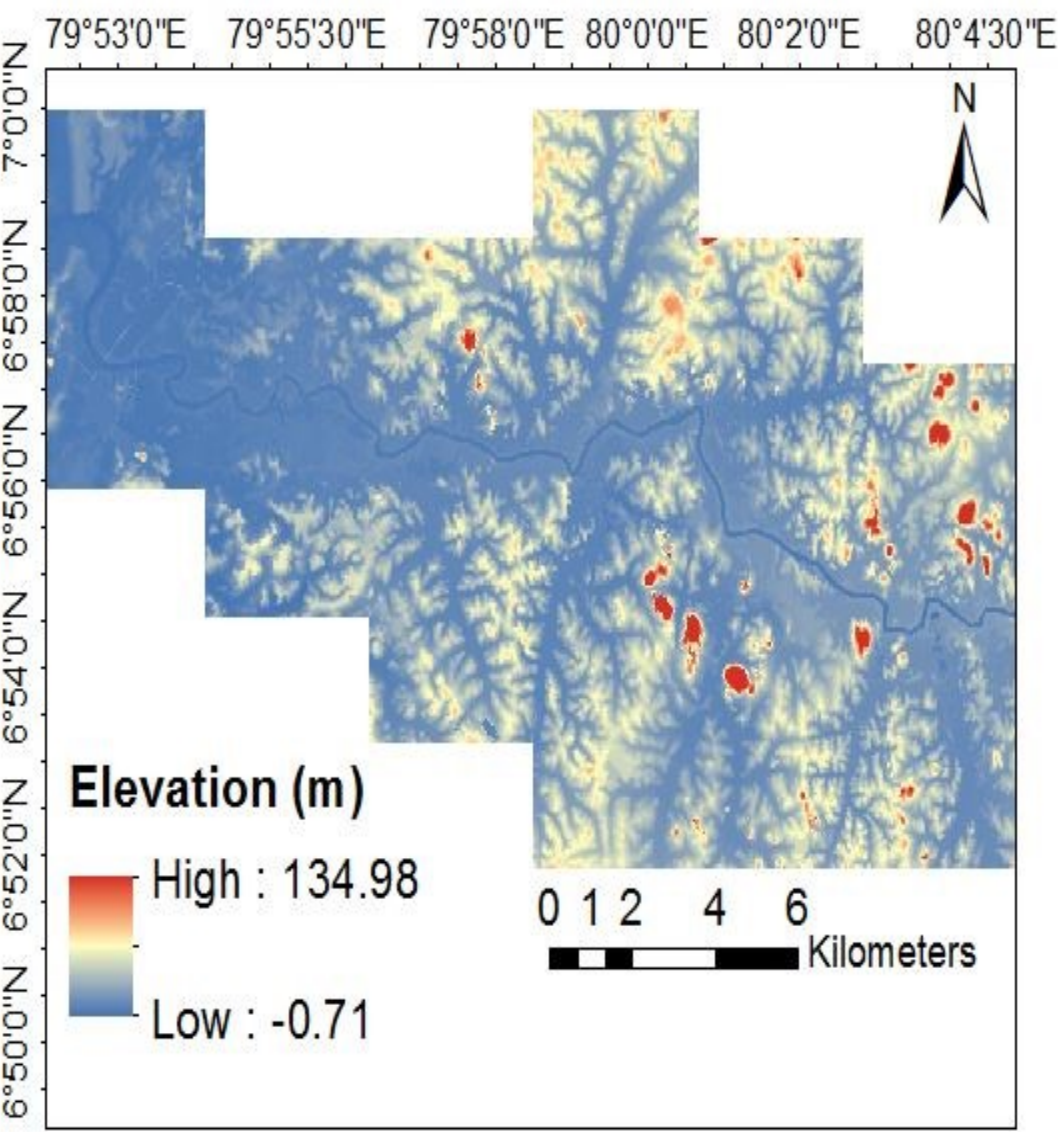 79°53'0"E 79°55'30"E 79°58'0"E 80°0'0"E 80°2'0"E 80°4'30"E
N
7°0'0"N
6°58'0"N
6°56'0"N
6°54'0"N
6°52'0"N
6°50'0"N
Elevation (m)
High : 134.98
Low : -0.71
0 1 2 4 6
Kilometers